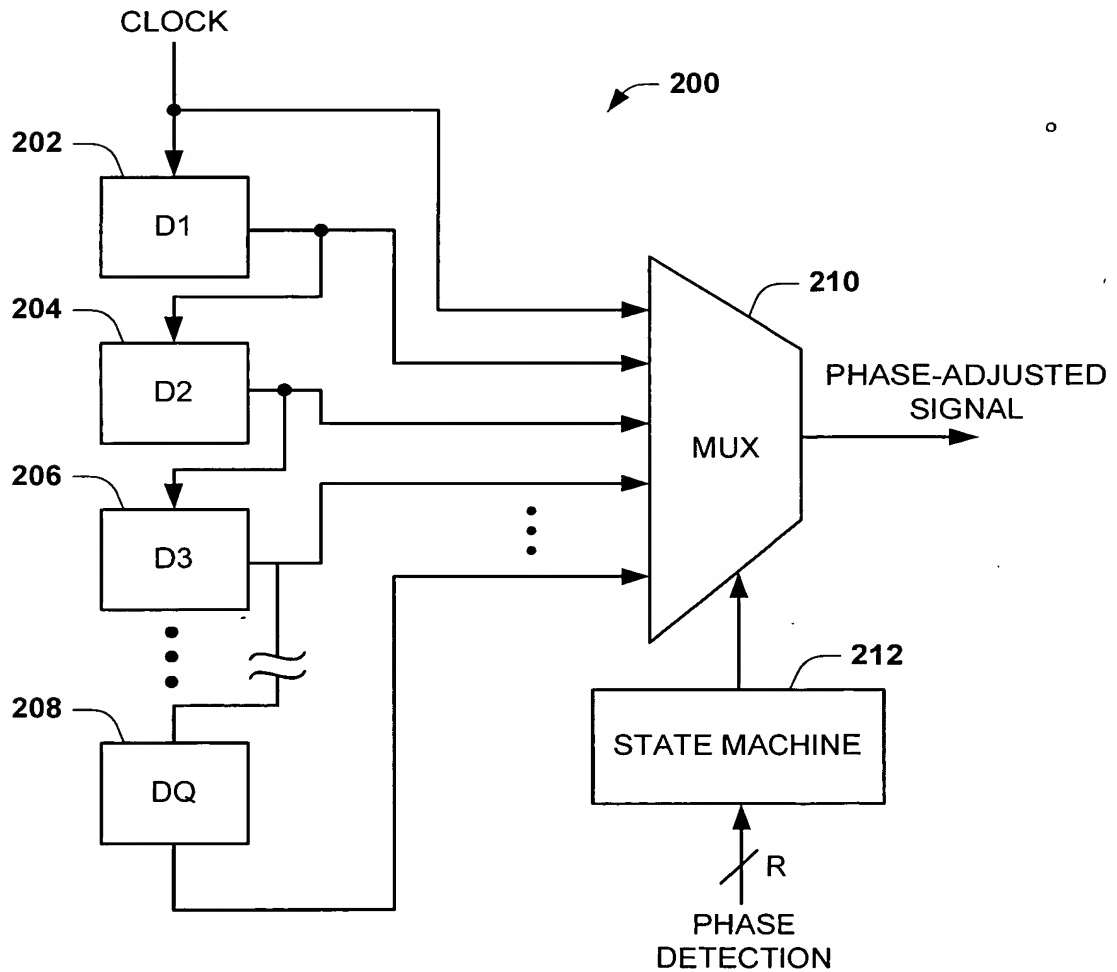 CLOCK
200
202
D1
210
204
D2
PHASE-ADJUSTED
SIGNAL
MUX
206
D3
212
208
STATE MACHINE
DQ
R
PHASE
DETECTION